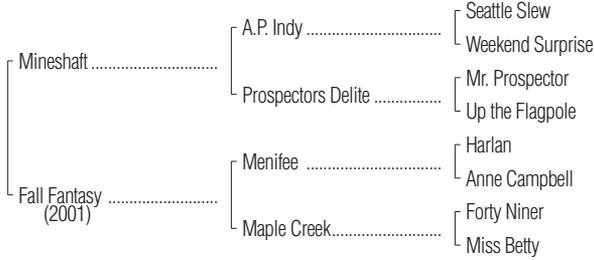 Seattle Slew
A.P. Indy ..............................
Weekend Surprise
Mineshaft ............................
Mr. Prospector
Prospectors Delite ...............
Up the Flagpole
Harlan
Menifee ..............................
Anne Campbell
Fall Fantasy ........................
(2001)
Forty Niner
Maple Creek........................
Miss Betty